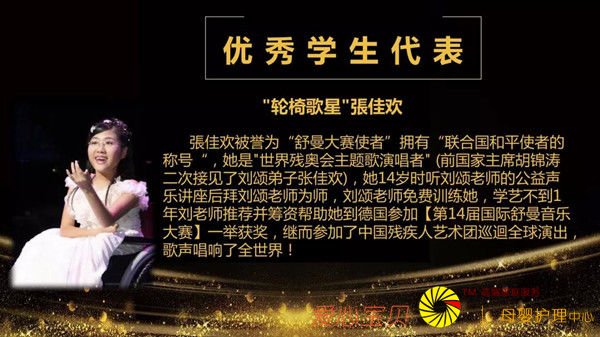 优秀学生代表
"轮椅歌星"張佳欢
張佳欢被誉为“舒曼大赛使者”拥有“联合国和平使者的
称号“，她是"世界残奥会主题歌演唱者" (前国家主席胡锦涛
二次接见了刘颂弟子张佳欢)，她14岁时听刘颂老师的公益声
乐讲座后拜刘颂老师为师，刘颂老师免费训练她，学艺不到1
年刘老师推荐并筹资帮助她到德国参加【第14届国际舒曼音乐
大赛】一举获奖，继而参加了中国残疾人艺术团巡迴全球演出，
歌声唱响了全世界！
母婴护理中心